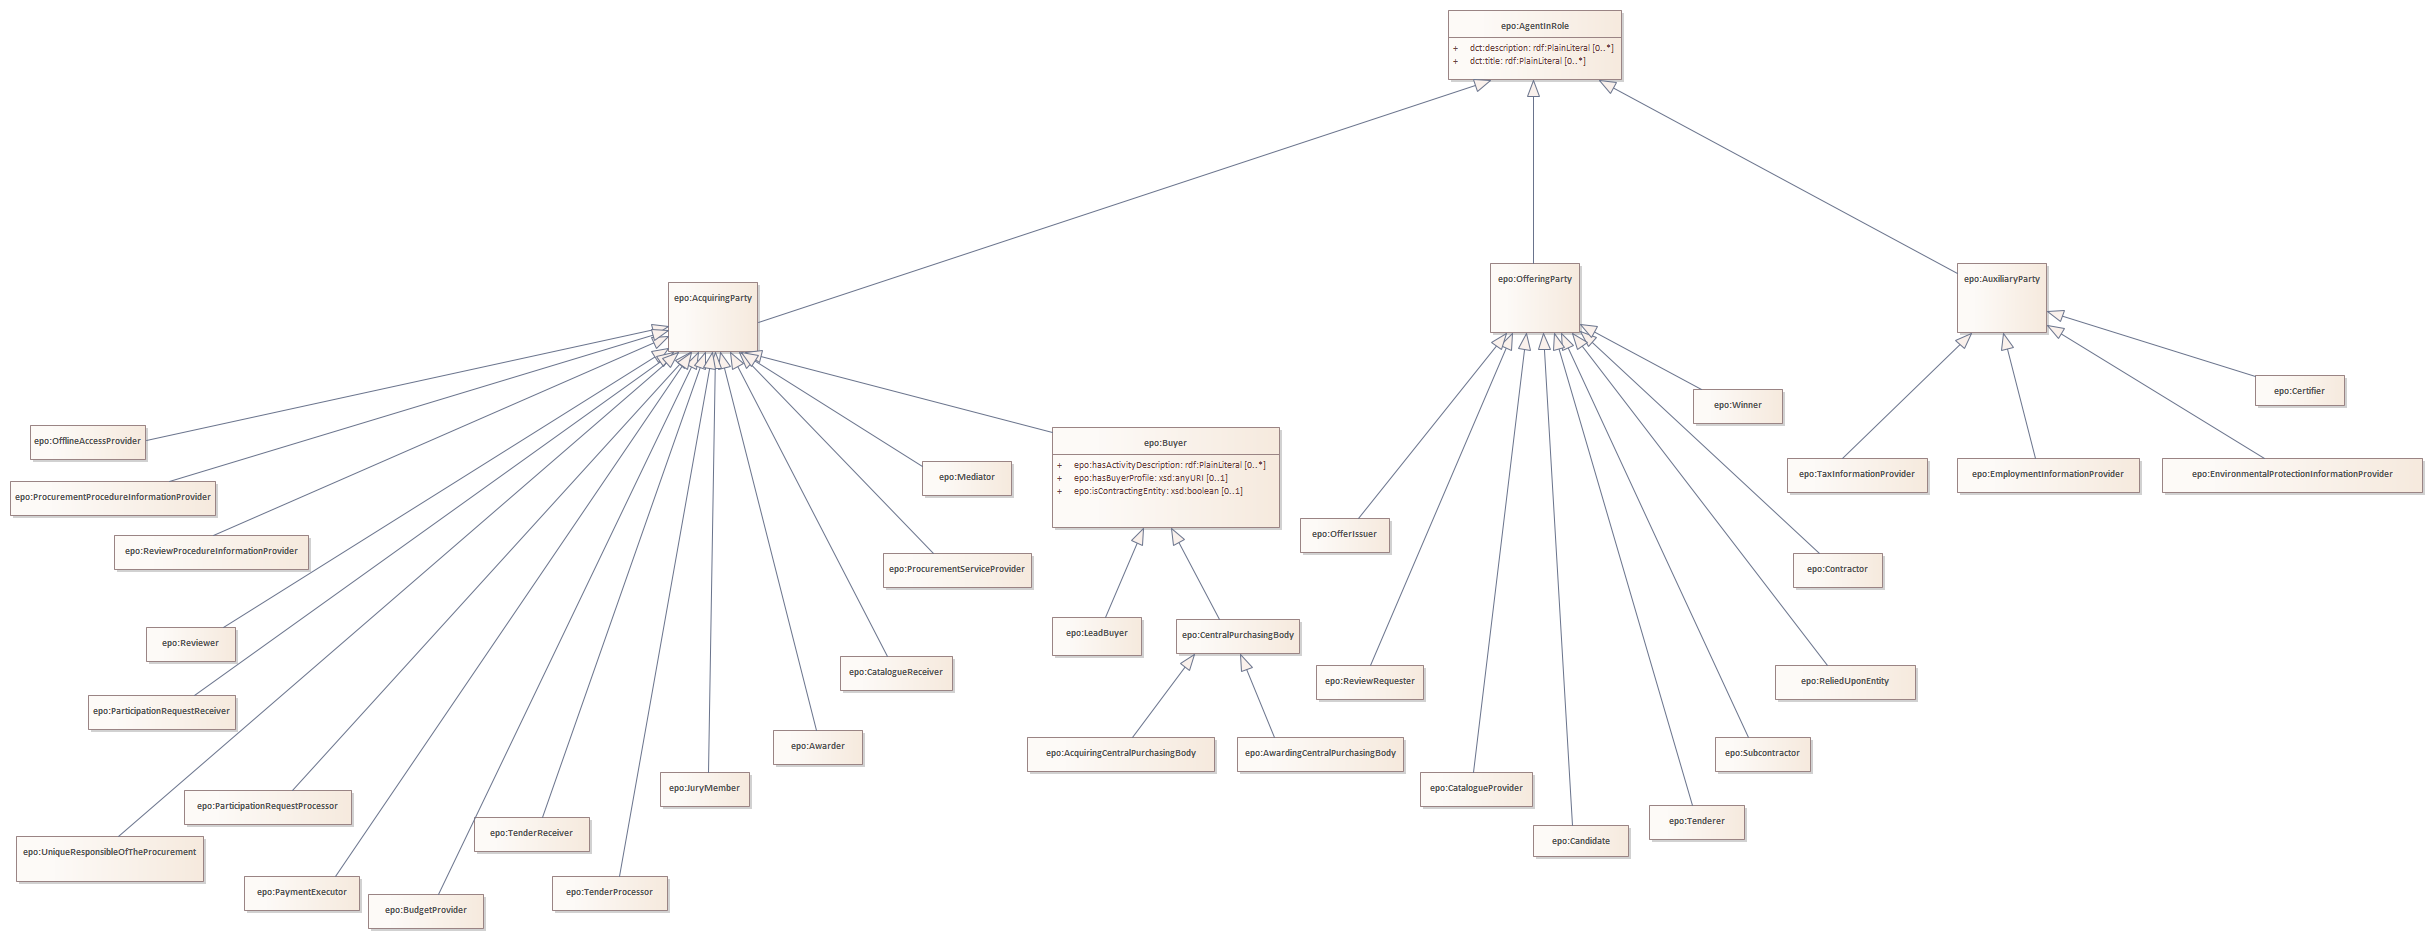 epo:AgentInRole
+ dct:description: rdf:PlainLiteral [0..*]
+ dct:title: rdf:PlainLiteral [0..*]
epo:AcquiringParty
epo:OfferingParty
epo:AuxiliaryParty
epo:OfflineAccessProvider
epo:ProcurementProcedureInformationProvider
epo:ReviewProcedureInformationProvider
epo:Reviewer
epo:ParticipationRequestReceiver
epo:UniqueResponsibleOfTheProcurement
epo:ParticipationRequestProcessor
epo:PaymentExecutor
epo:BudgetProvider
epo:TenderReceiver
epo:TenderProcessor
epo:JuryMember
epo:Awarder
epo:CatalogueReceiver
epo:ProcurementServiceProvider
epo:Mediator
epo:Buyer
+ epo:hasActivityDescription: rdf:PlainLiteral [0..*]
+ epo:hasBuyerProfile: xsd:anyURI [0..1]
+ epo:isContractingEntity: xsd:boolean [0..1]
epo:LeadBuyer
epo:CentralPurchasingBody
epo:AcquiringCentralPurchasingBody
epo:AwardingCentralPurchasingBody
epo:OfferIssuer
epo:ReviewRequester
epo:CatalogueProvider
epo:Candidate
epo:Tenderer
epo:Subcontractor
epo:ReliedUponEntity
epo:Contractor
epo:Winner
epo:TaxInformationProvider
epo:EmploymentInformationProvider
epo:EnvironmentalProtectionInformationProvider
epo:Certifier